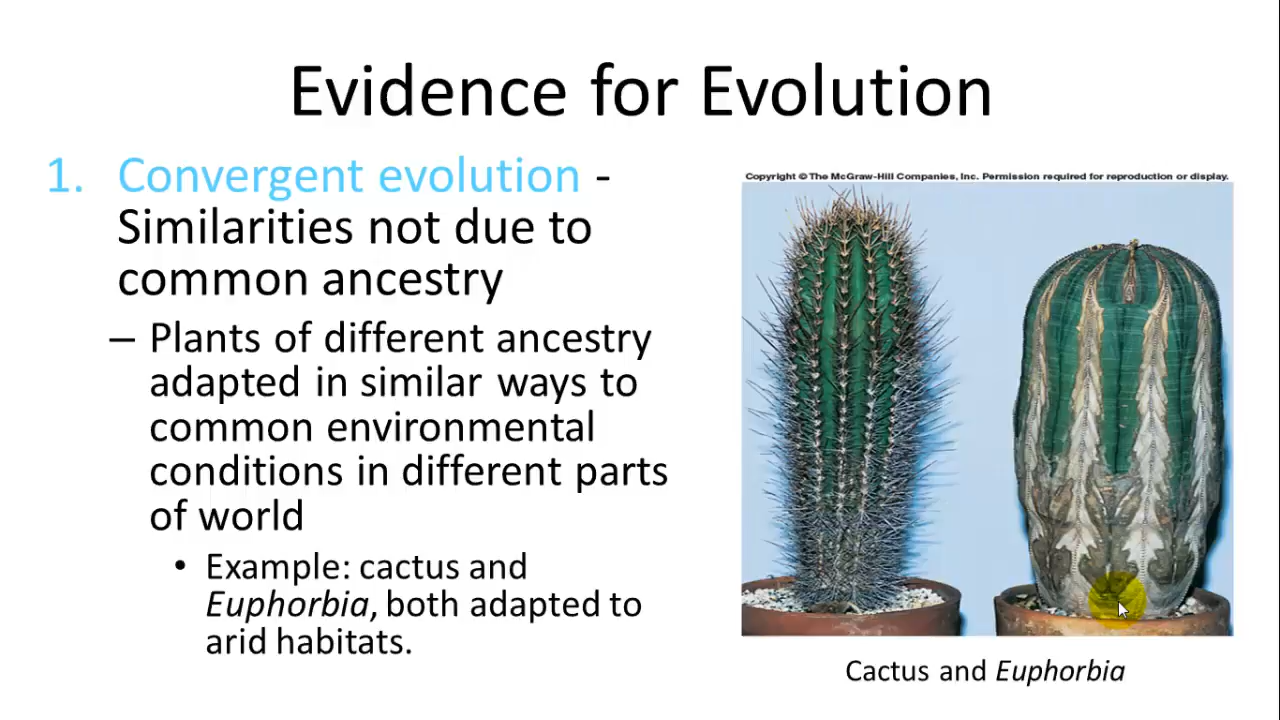 Evidence for Evolution
1. Convergent evolution -
Similarities not due to
common ancestry
– Plants of different ancestry
adapted in similar ways to
common environmental
conditions in different parts
of world
• Example: cactus and
Euphorbia, both adapted to
arid habitats.
Copyright © The McGraw-Hill Companies, Inc. Permission required for reproduction or display.
Cactus and Euphorbia